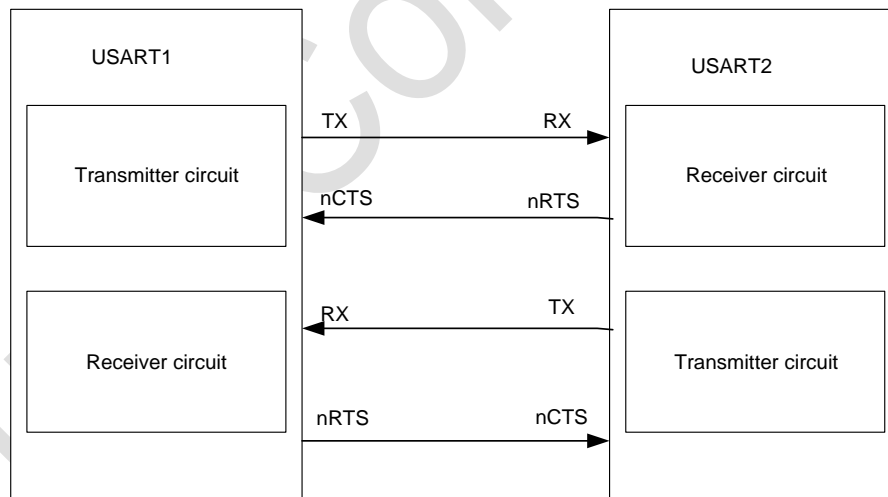 USART1
USART2
TX RX
Transmitter circuit Receiver circuit
nCTS nRTS
RX TX
Receiver circuit Transmitter circuit
nRTS nCTS